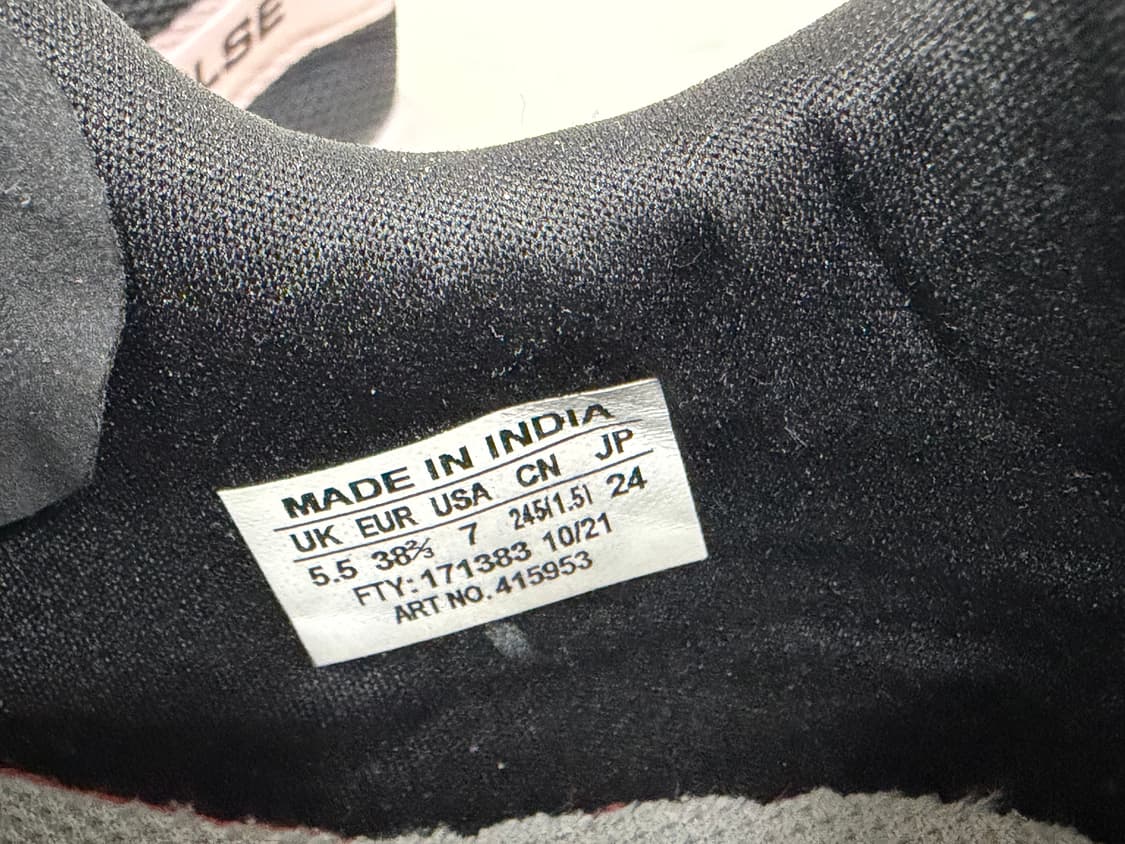 LSE
MADE IN INDIA
UK EUR USA CN JP
5.5 38⅔ 7 245(1.5) 24
FTY:171383 10/21
ART NO.415953